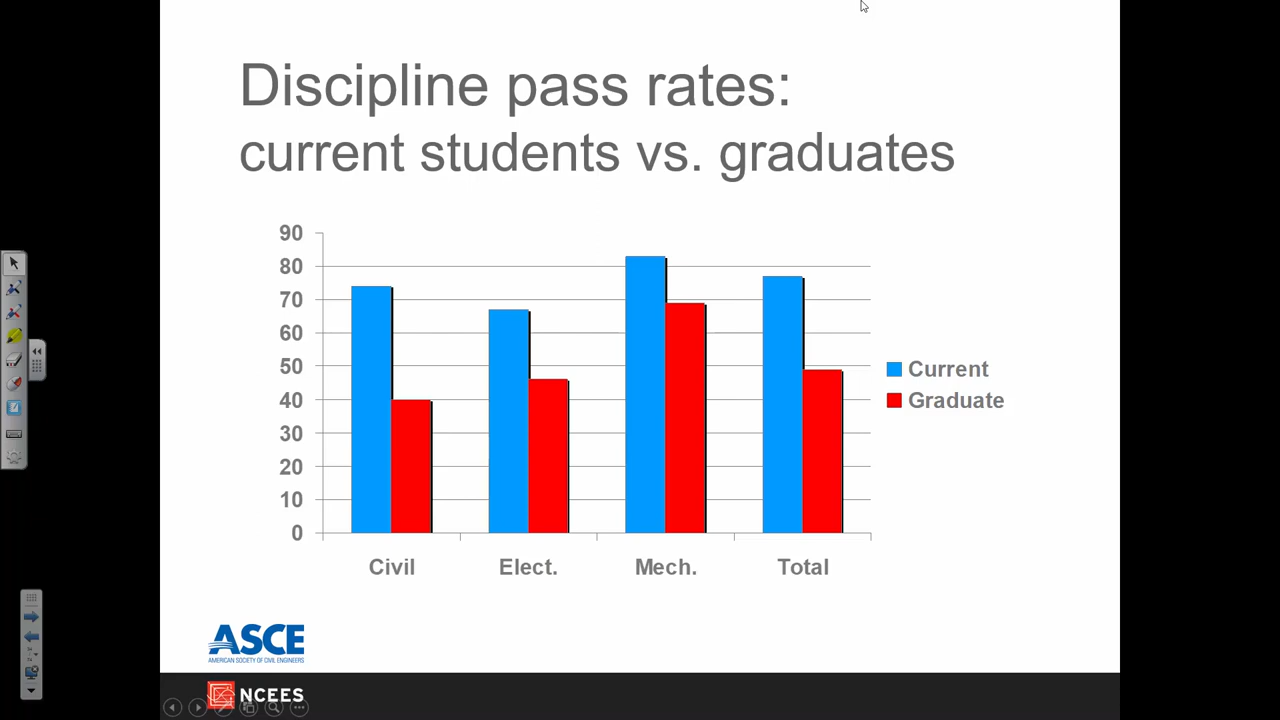 Discipline pass rates:
current students vs. graduates
90
80
70
60
50
40
30
20
10
0
Civil
Elect.
Mech.
Total
Current
Graduate
ASCE
AMERICAN SOCIETY OF CIVIL ENGINEERS
NCEES